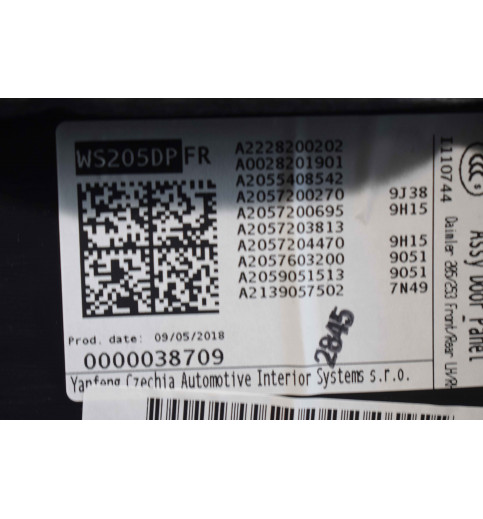 WS205DP FR
A2228200202
A0028201901
A2055408542
A2057200270 9J38
A2057200695 9H15
A2057203813
A2057204470 9H15
A2057603200 9051
A2059051513 9051
A2139057502 7N49
Prod. date: 09/05/2018
0000038709
2845
Yanfeng Czechia Automotive Interior Systems s.r.o.
I110744
Daimler 205/253 Front/Rear LH/RH
Assy Door Panel